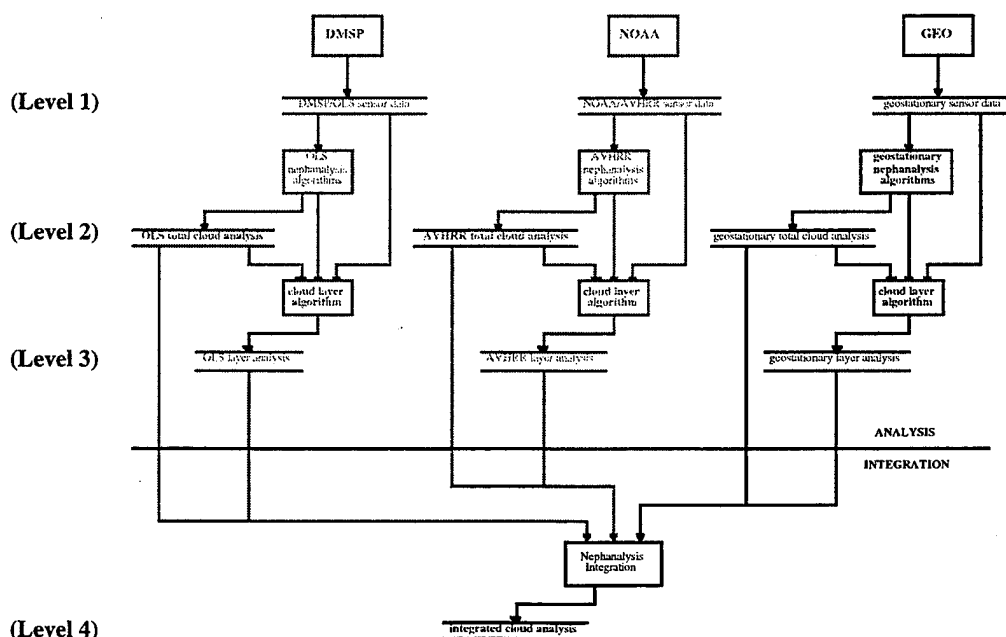 DMSP
NOAA
GEO
(Level 1)
DMSP/OLS sensor data
NOAA/AVHRR sensor data
geostationary sensor data
OLS
nephanalysis
algorithms
AVHRR
nephanalysis
algorithms
geostationary
nephanalysis
algorithms
(Level 2)
OLS total cloud analysis
AVHRR total cloud analysis
geostationary total cloud analysis
cloud layer
algorithm
cloud layer
algorithm
cloud layer
algorithm
(Level 3)
OLS layer analysis
AVHRR layer analysis
geostationary layer analysis
ANALYSIS
INTEGRATION
Nephanalysis
Integration
(Level 4)
integrated cloud analysis